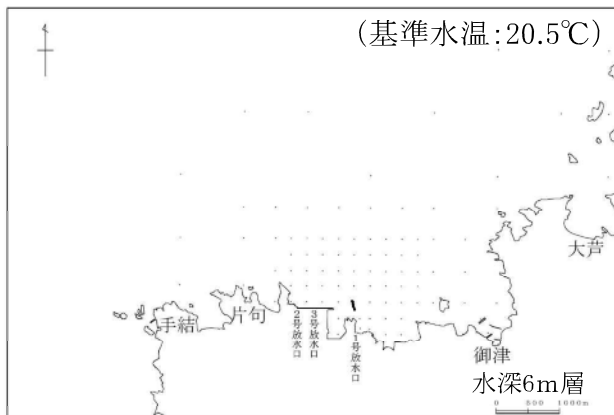 (基準水温:20.5℃)
大芦
手結
片句
2号放水口
3号放水口
1号放水口
御津
水深6m層
0 500 1000m